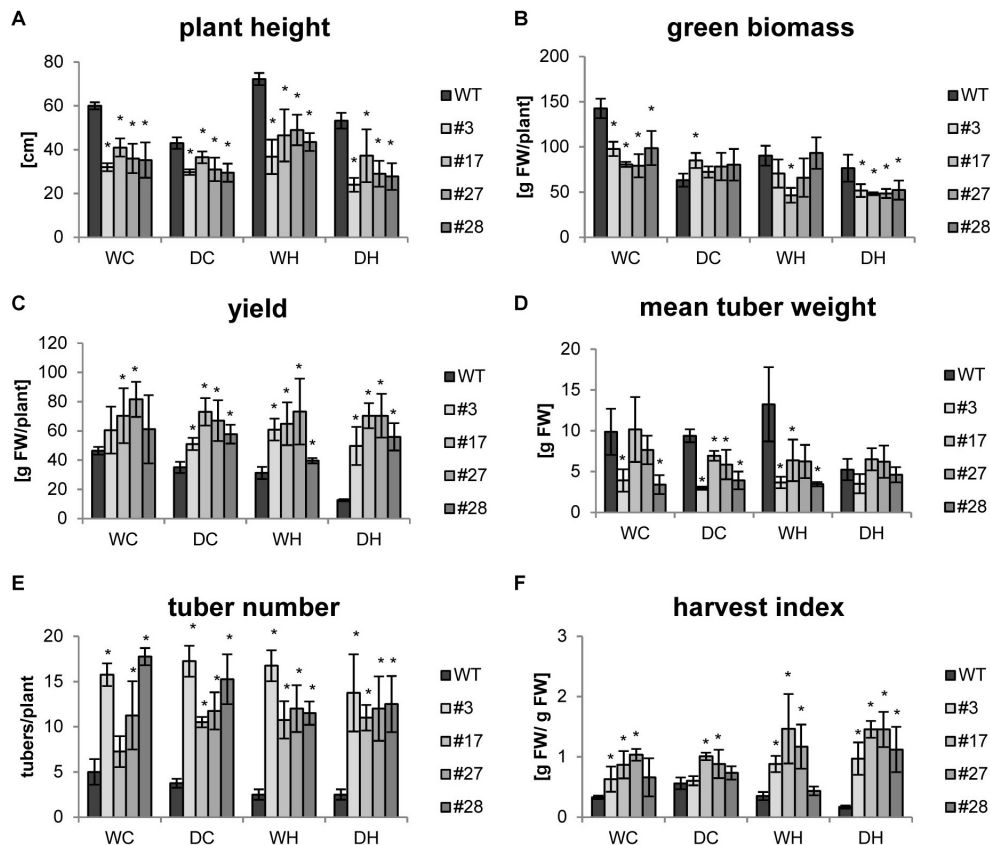 A
plant height
[cm]
80
60
40
20
0
* * * *
* * * *
* * * *
* * * *
WC DC WH DH
WT
#3
#17
#27
#28
B
green biomass
[g FW/plant]
200
150
100
50
0
* * * *
*
*
* * * *
WC DC WH DH
WT
#3
#17
#27
#28
C
yield
[g FW/plant]
120
100
80
60
40
20
0
* *
* * * *
* * * *
* * * *
WC DC WH DH
WT
#3
#17
#27
#28
D
mean tuber weight
[g FW]
20
15
10
5
0
* *
* * * *
* * *
WC DC WH DH
WT
#3
#17
#27
#28
E
tuber number
tubers/plant
20
15
10
5
0
* * *
* * * *
* * * *
* * * *
WC DC WH DH
WT
#3
#17
#27
#28
F
harvest index
[g FW/ g FW]
3
2
1
0
* * *
* *
* * *
* * * *
WC DC WH DH
WT
#3
#17
#27
#28